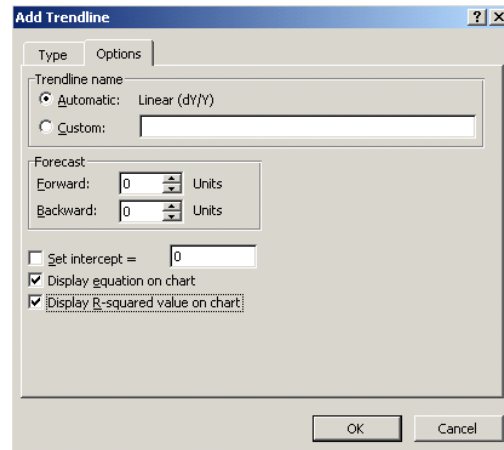 Add Trendline
Type Options
Trendline name
Automatic: Linear (dY/Y)
Custom:
Forecast
Forward: 0 Units
Backward: 0 Units
Set intercept = 0
Display equation on chart
Display R-squared value on chart
OK Cancel